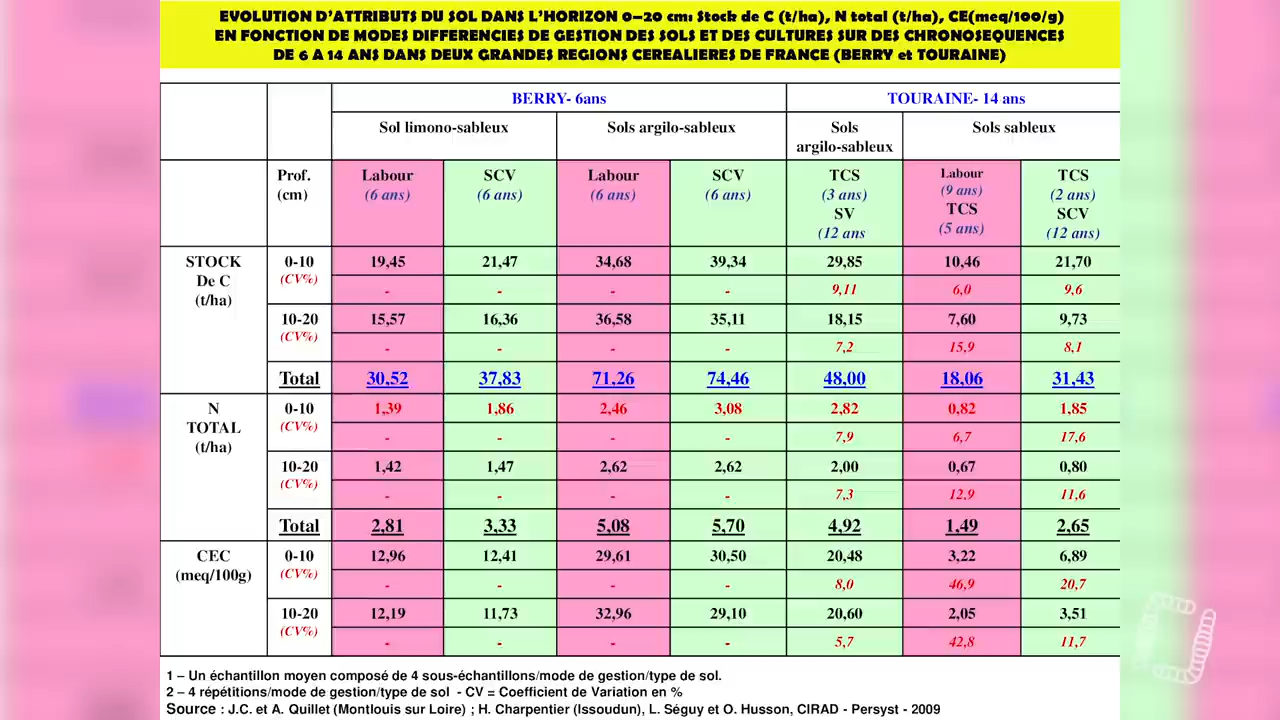 EVOLUTION D'ATTRIBUTS DU SOL DANS L'HORIZON 0–20 cm: Stock de C (t/ha), N total (t/ha), CE(meq/100/g)
EN FONCTION DE MODES DIFFERENCIES DE GESTION DES SOLS ET DES CULTURES SUR DES CHRONOSEQUENCES
DE 6 A 14 ANS DANS DEUX GRANDES REGIONS CEREALIERES DE FRANCE (BERRY et TOURAINE)
BERRY- 6ans TOURAINE- 14 ans
Sol limono-sableux Sols argilo-sableux Sols argilo-sableux Sols sableux
Prof. (cm) Labour (6 ans) SCV (6 ans) Labour (6 ans) SCV (6 ans) TCS (3 ans) SV (12 ans Labour (9 ans) TCS (5 ans) TCS (2 ans) SCV (12 ans)
STOCK De C (t/ha) 0-10 19,45 21,47 34,68 39,34 29,85 10,46 21,70
(CV%) - - - - 9,11 6,0 9,6
10-20 15,57 16,36 36,58 35,11 18,15 7,60 9,73
(CV%) - - - - 7,2 15,9 8,1
Total 30,52 37,83 71,26 74,46 48,00 18,06 31,43
N TOTAL (t/ha) 0-10 1,39 1,86 2,46 3,08 2,82 0,82 1,85
(CV%) - - - - 7,9 6,7 17,6
10-20 1,42 1,47 2,62 2,62 2,00 0,67 0,80
(CV%) - - - - 7,3 12,9 11,6
Total 2,81 3,33 5,08 5,70 4,92 1,49 2,65
CEC (meq/100g) 0-10 12,96 12,41 29,61 30,50 20,48 3,22 6,89
(CV%) - - - - 8,0 46,9 20,7
10-20 12,19 11,73 32,96 29,10 20,60 2,05 3,51
(CV%) - - - - 5,7 42,8 11,7
1 – Un échantillon moyen composé de 4 sous-échantillons/mode de gestion/type de sol.
2 – 4 répétitions/mode de gestion/type de sol - CV = Coefficient de Variation en %
Source : J.C. et A. Quillet (Montlouis sur Loire) ; H. Charpentier (Issoudun), L. Séguy et O. Husson, CIRAD - Persyst - 2009